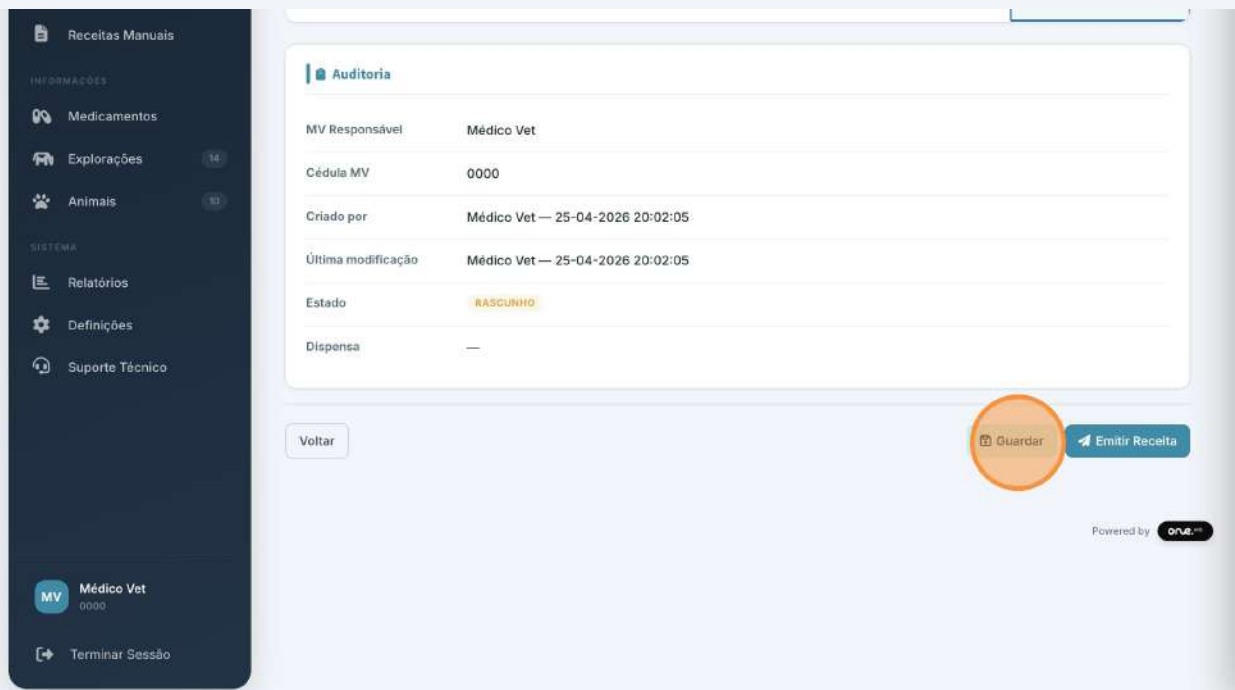 Receitas Manuais
INFORMAÇÕES
Medicamentos
Explorações 14
Animais 10
SISTEMA
Relatórios
Definições
Suporte Técnico
MV
Médico Vet
0000
Terminar Sessão
Auditoria
MV Responsável Médico Vet
Cédula MV 0000
Criado por Médico Vet — 25-04-2026 20:02:05
Última modificação Médico Vet — 25-04-2026 20:02:05
Estado RASCUNHO
Dispensa —
Voltar
Guardar
Emitir Receita
Powered by one.